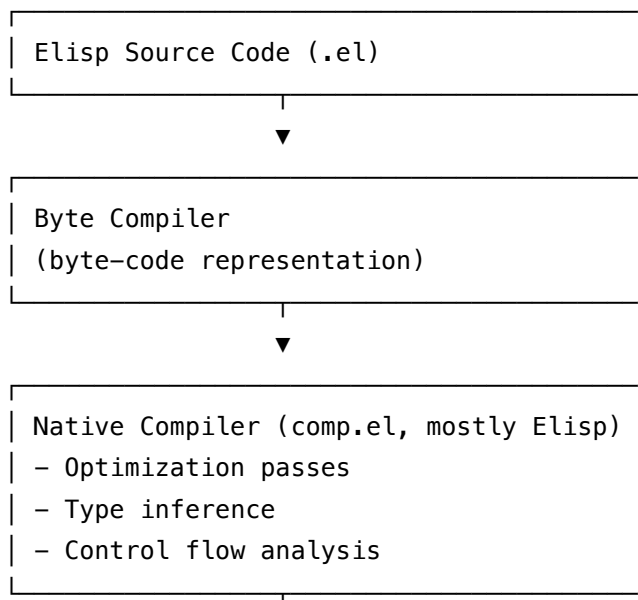 Elisp Source Code (.el)
▼
Byte Compiler
(byte-code representation)
▼
Native Compiler (comp.el, mostly Elisp)
- Optimization passes
- Type inference
- Control flow analysis